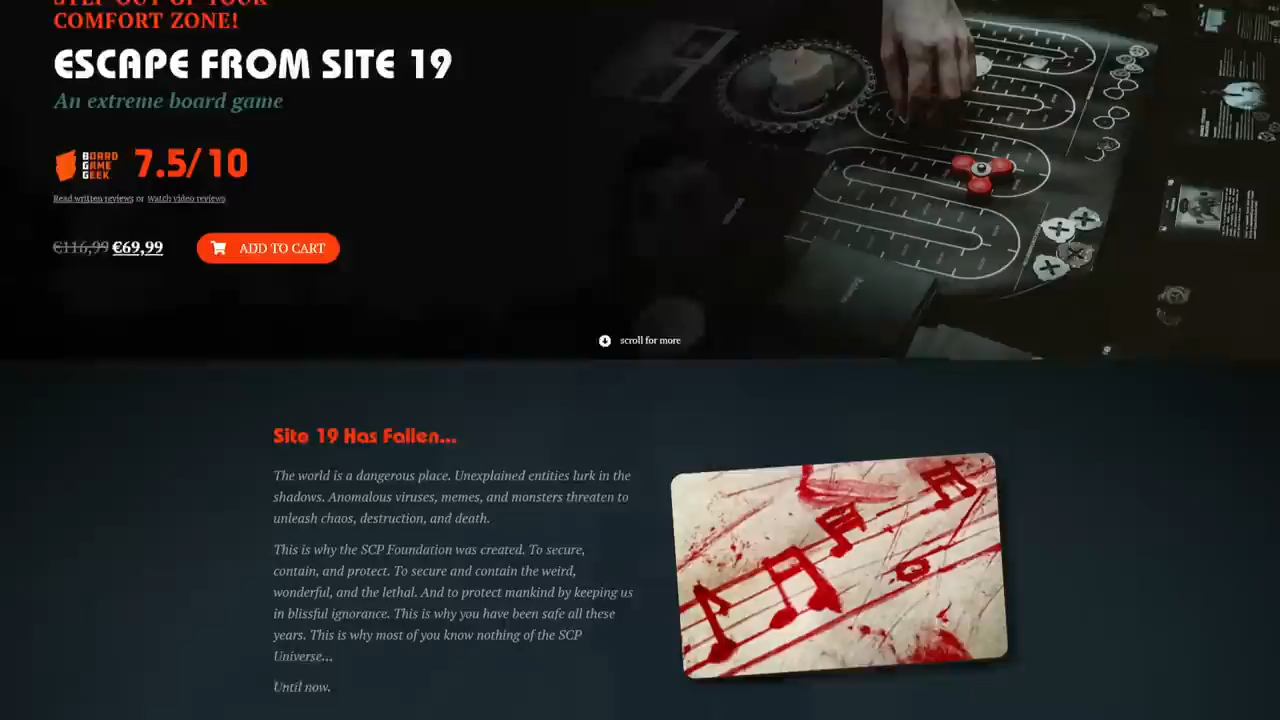 STEP OUT OF YOUR
COMFORT ZONE!
ESCAPE FROM SITE 19
An extreme board game
BOARD
GAME
GEEK
7.5/10
Read written reviews or Watch video reviews
€116,99 €69,99
ADD TO CART
scroll for more
Site 19 Has Fallen...
The world is a dangerous place. Unexplained entities lurk in the
shadows. Anomalous viruses, memes, and monsters threaten to
unleash chaos, destruction, and death.
This is why the SCP Foundation was created. To secure,
contain, and protect. To secure and contain the weird,
wonderful, and the lethal. And to protect mankind by keeping us
in blissful ignorance. This is why you have been safe all these
years. This is why most of you know nothing of the SCP
Universe...
Until now.